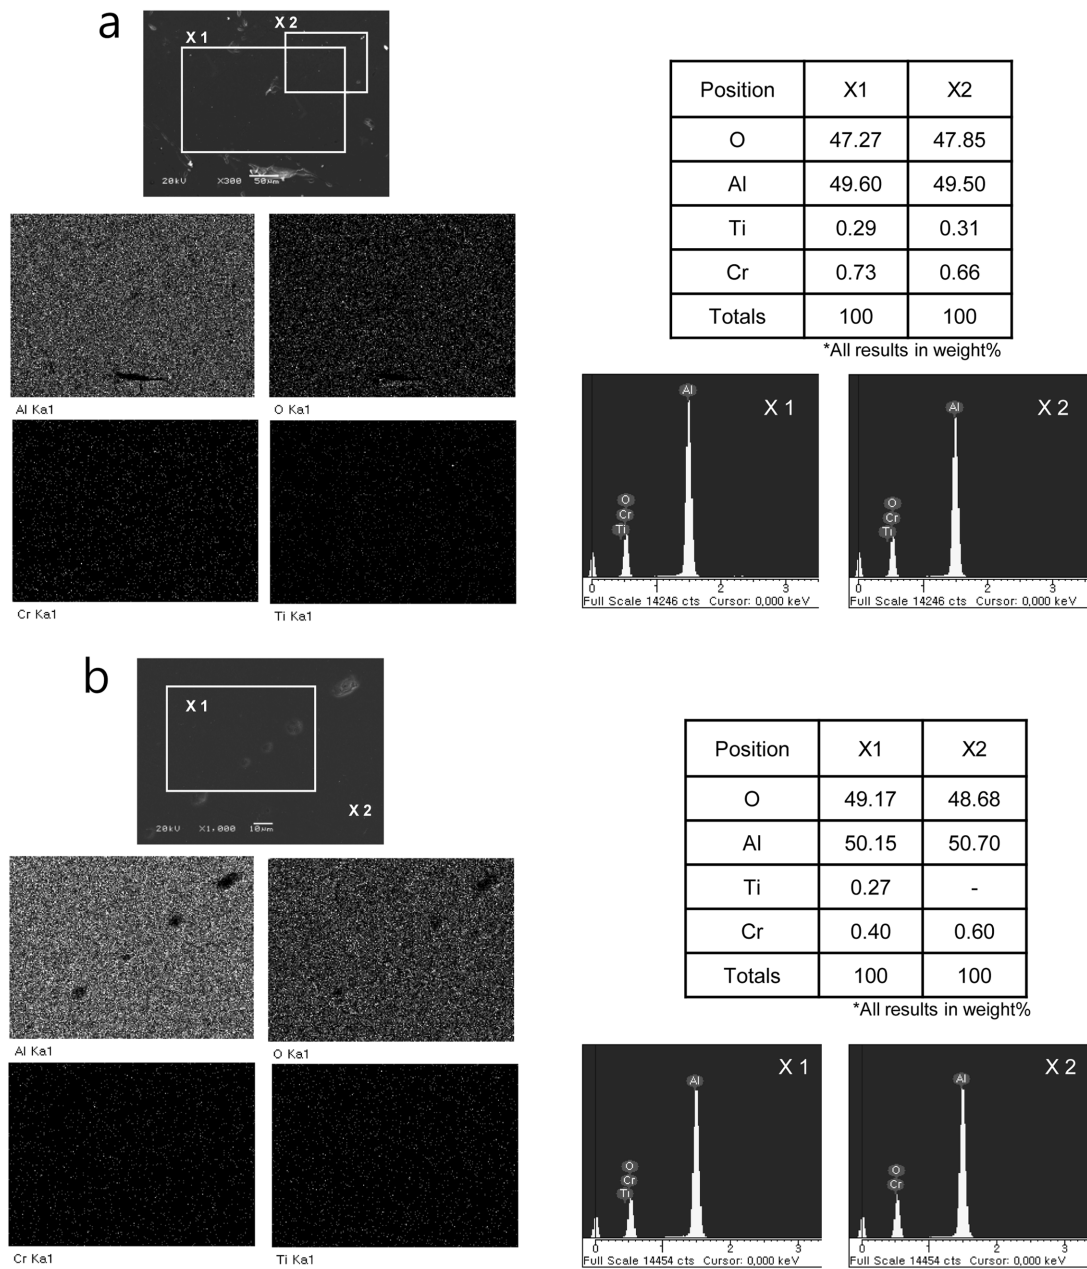 a
X 1
X 2
20kV X300 50μm
Al Ka1
O Ka1
Cr Ka1
Ti Ka1
Position X1 X2
O 47.27 47.85
Al 49.60 49.50
Ti 0.29 0.31
Cr 0.73 0.66
Totals 100 100
*All results in weight%
X 1
Al
O
Cr
Ti
0 1 2 3
Full Scale 14246 cts Cursor: 0,000 keV
X 2
Al
O
Cr
Ti
0 1 2 3
Full Scale 14246 cts Cursor: 0,000 keV
b
X 1
X 2
20kV X1,000 10μm
Al Ka1
O Ka1
Cr Ka1
Ti Ka1
Position X1 X2
O 49.17 48.68
Al 50.15 50.70
Ti 0.27 -
Cr 0.40 0.60
Totals 100 100
*All results in weight%
X 1
Al
O
Cr
Ti
0 1 2 3
Full Scale 14454 cts Cursor: 0,000 keV
X 2
Al
O
Cr
0 1 2 3
Full Scale 14454 cts Cursor: 0,000 keV